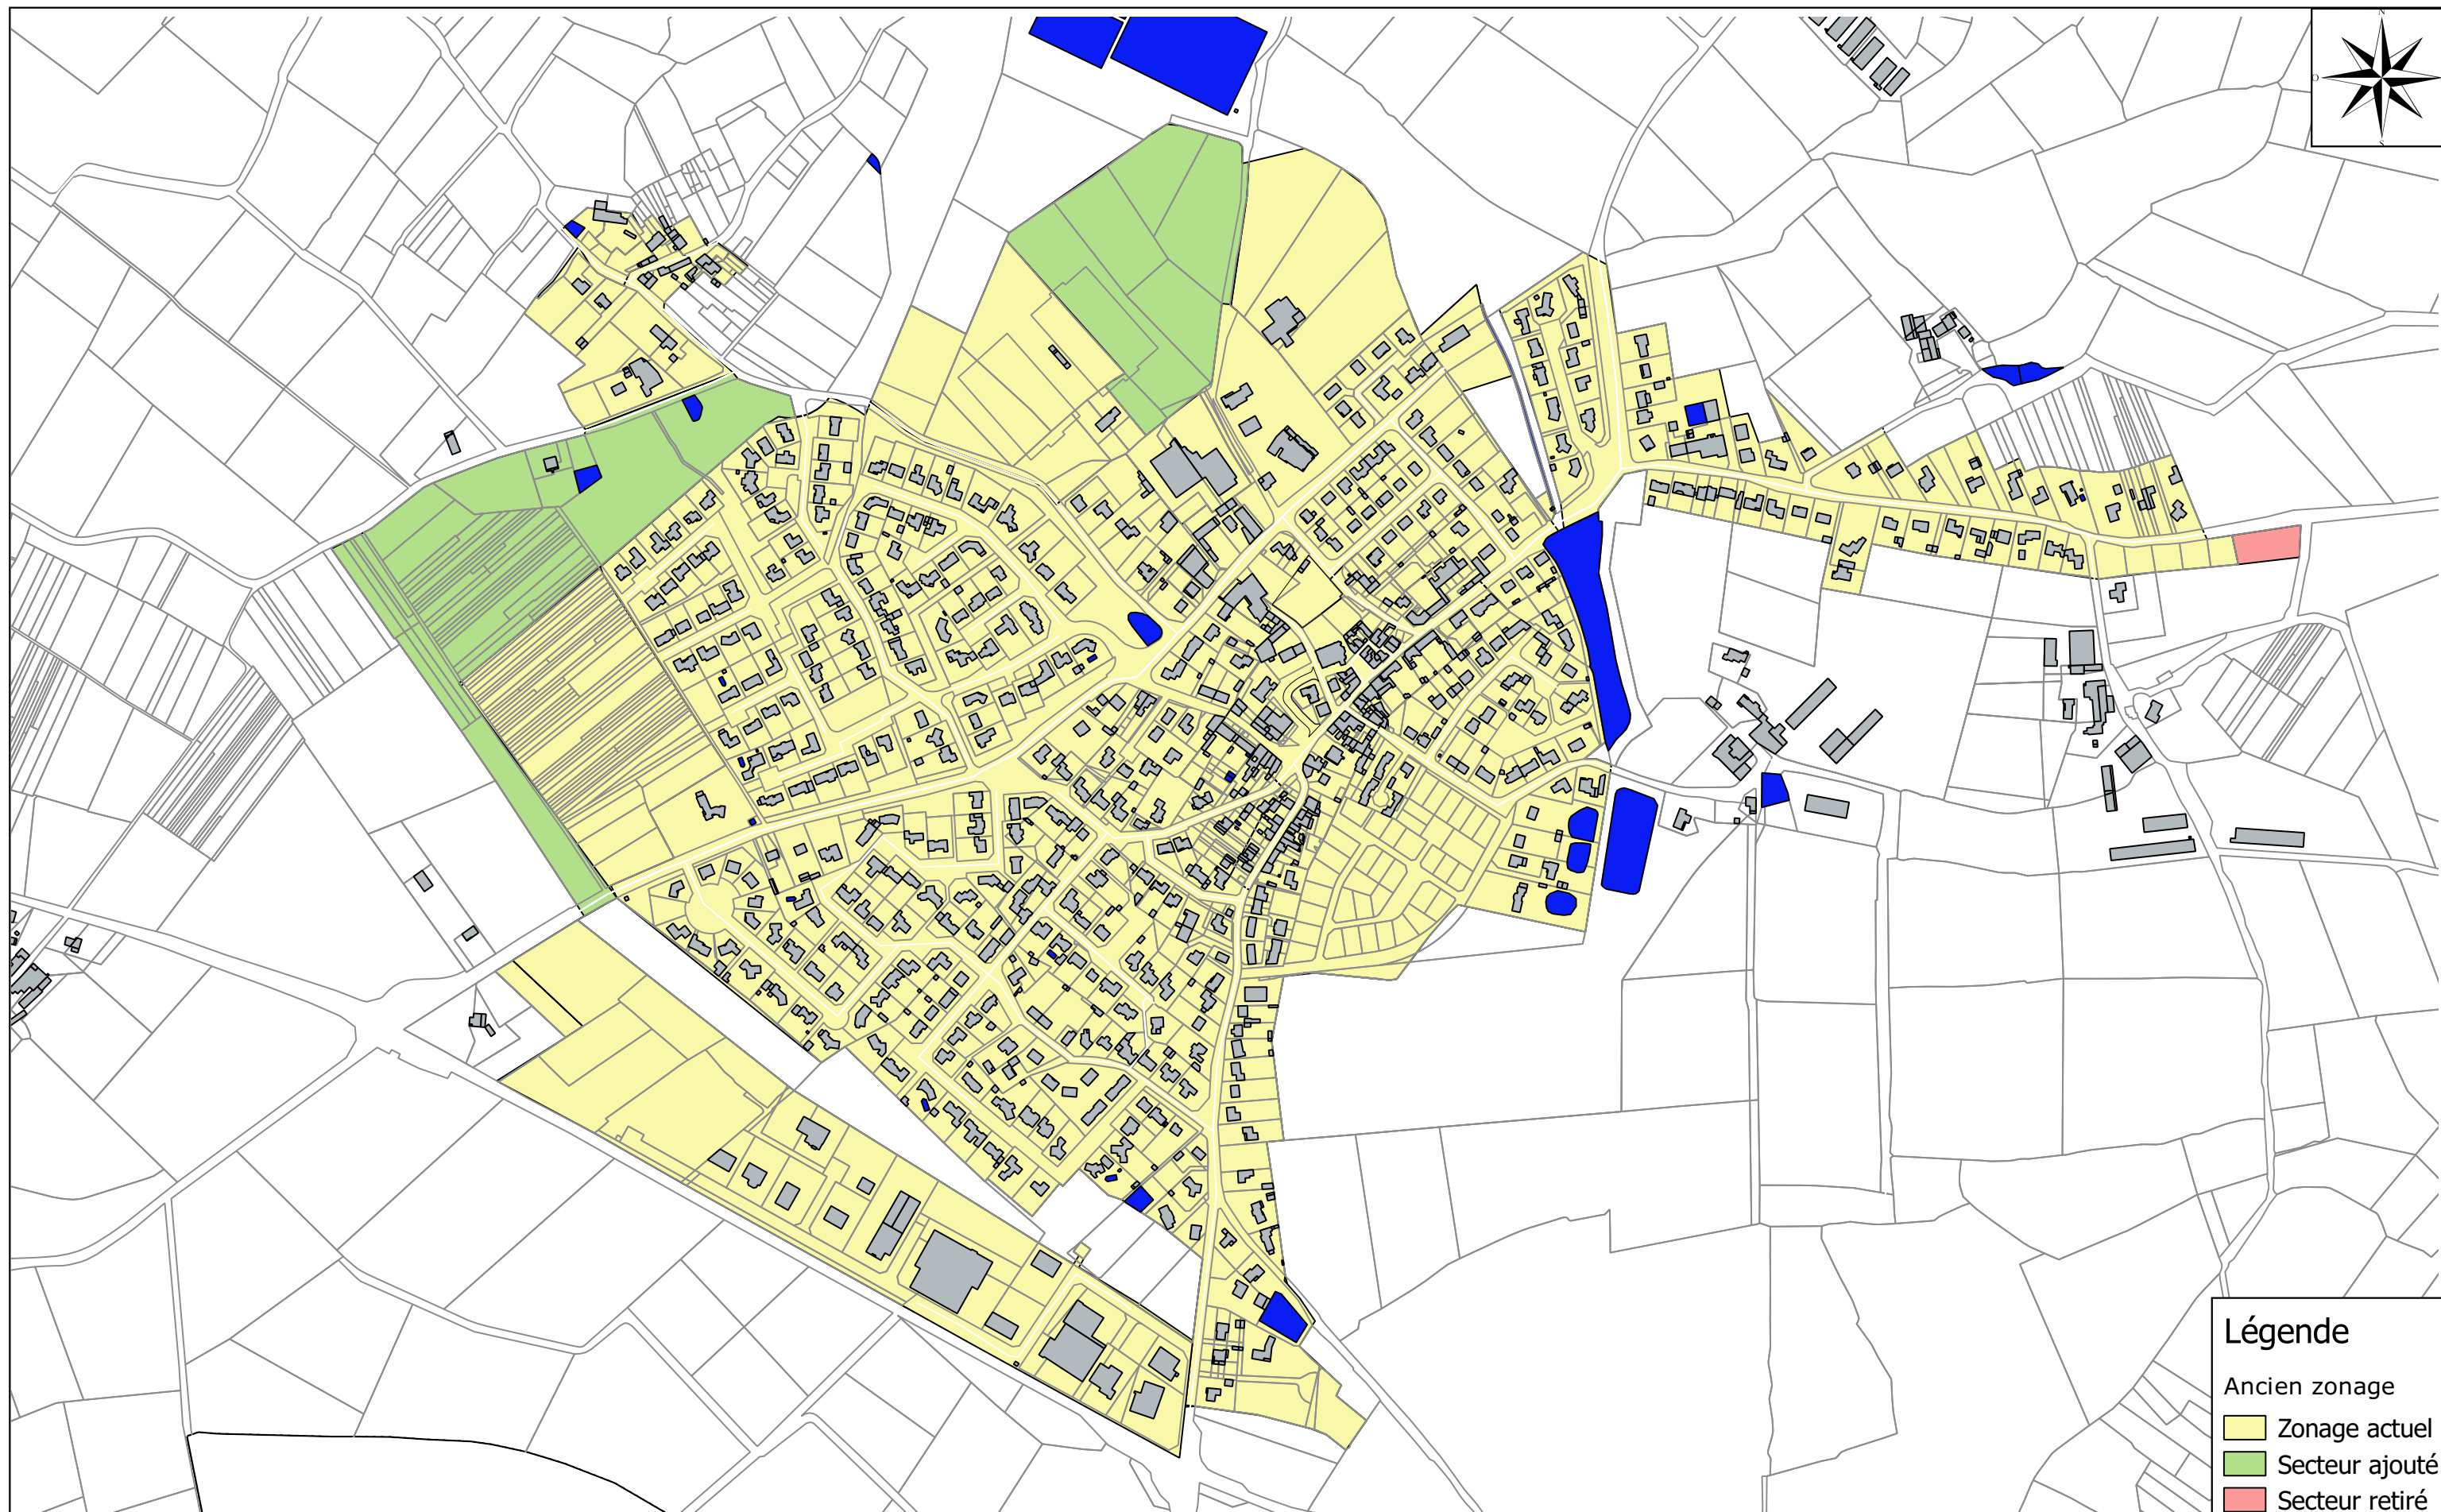 N
O
S
Légende
Ancien zonage
Zonage actuel
Secteur ajouté
Secteur retiré